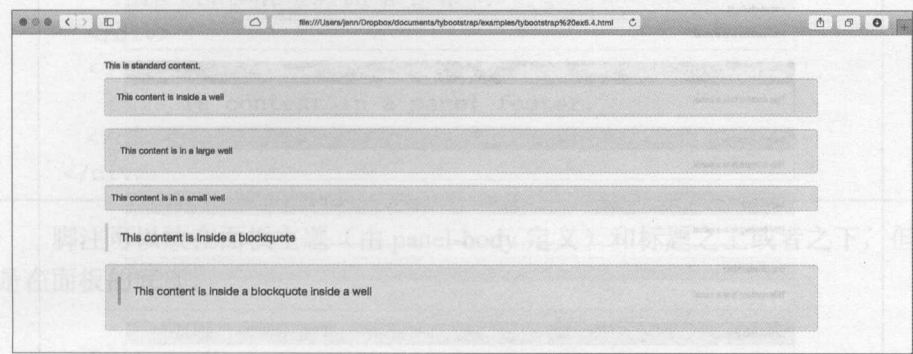 file:///Users/jenn/Dropbox/documents/tybootstrap/examples/tybootstrap%20ex6.4.html
This is standard content.
This content is inside a well
This content is in a large well
This content is in a small well
This content is inside a blockquote
This content is inside a blockquote inside a well